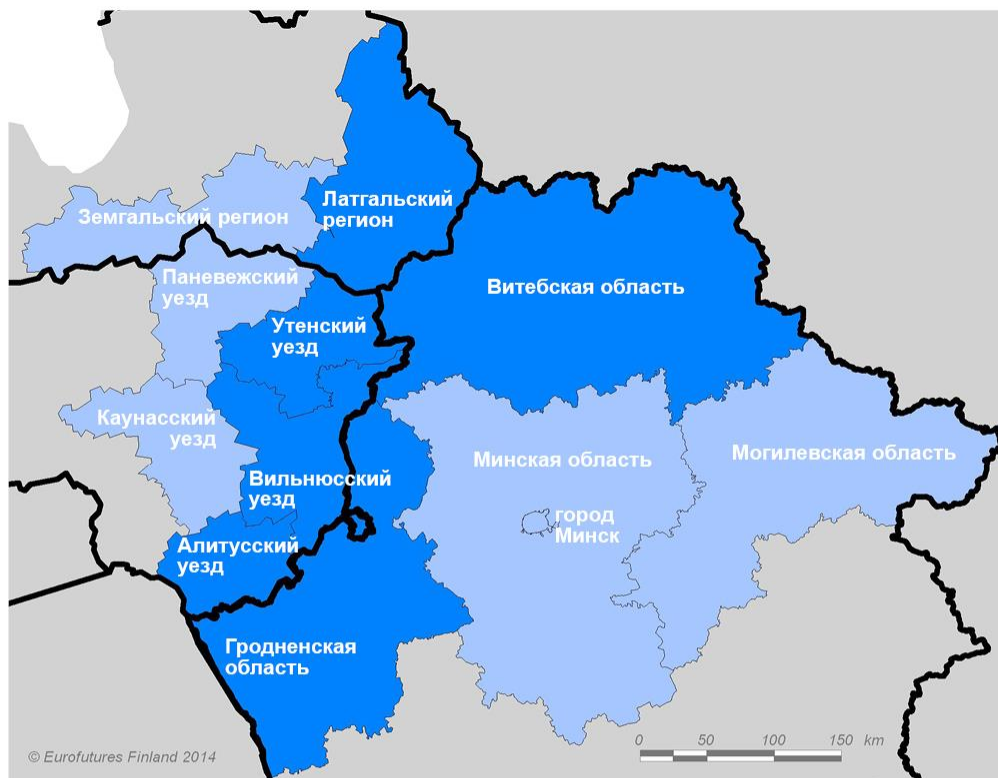 Латгальский
регион
Земгальский регион
Паневежский
уезд
Витебская область
Утенский
уезд
Каунасский
уезд
Минская область
Могилевская область
Вильнюсский
уезд
город
Минск
Алитусский
уезд
Гродненская
область
0 50 100 150 km
© Eurofutures Finland 2014